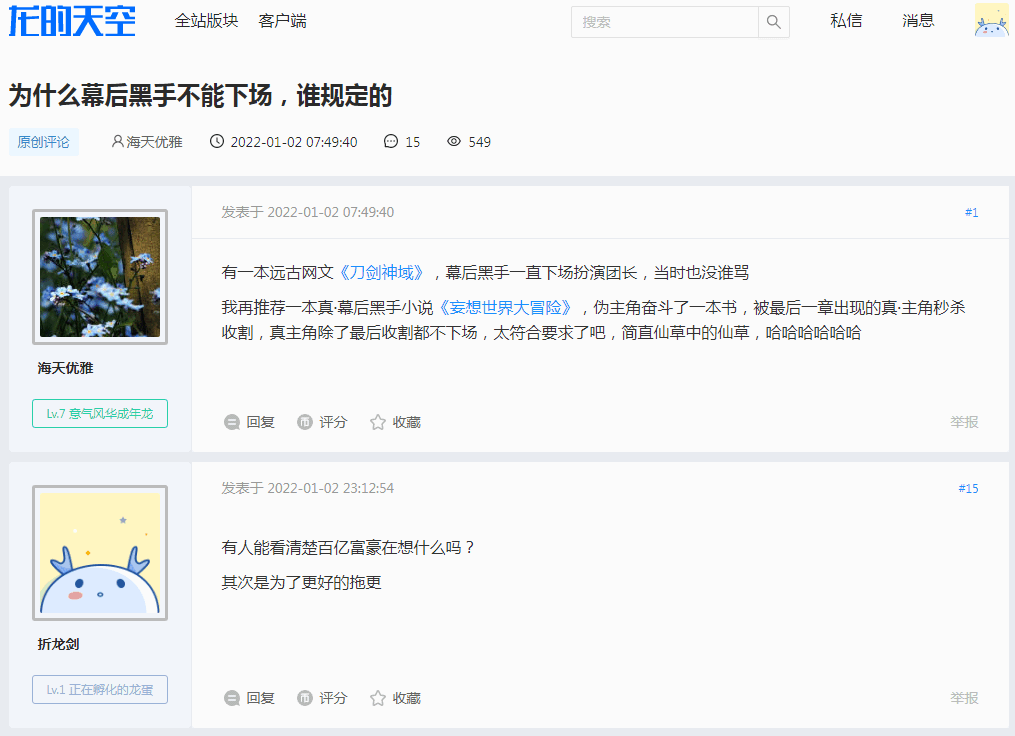 龙的天空 全站版块 客户端 搜索 私信 消息
为什么幕后黑手不能下场，谁规定的
原创评论 海天优雅 2022-01-02 07:49:40 15 549
发表于 2022-01-02 07:49:40 #1
有一本远古网文《刀剑神域》，幕后黑手一直下场扮演团长，当时也没谁骂
我再推荐一本真·幕后黑手小说《妄想世界大冒险》，伪主角奋斗了一本书，被最后一章出现的真·主角秒杀
收割，真主角除了最后收割都不下场，太符合要求了吧，简直仙草中的仙草，哈哈哈哈哈哈
海天优雅
Lv.7 意气风华成年龙
回复 评分 收藏 举报
发表于 2022-01-02 23:12:54 #15
有人能看清楚百亿富豪在想什么吗？
其次是为了更好的拖更
折龙剑
Lv.1 正在孵化的龙蛋
回复 评分 收藏 举报